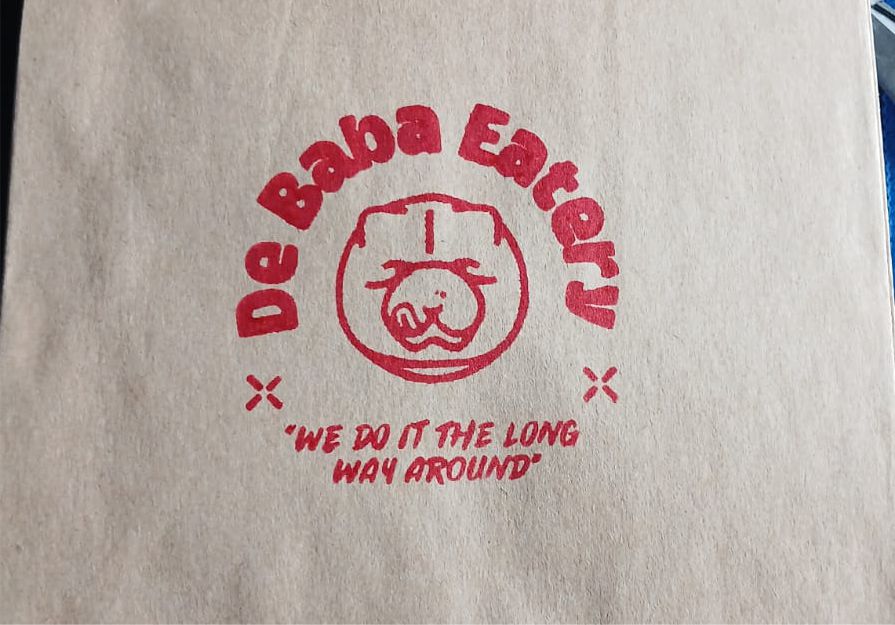 De Baba Eatery
"WE DO IT THE LONG
WAY AROUND"